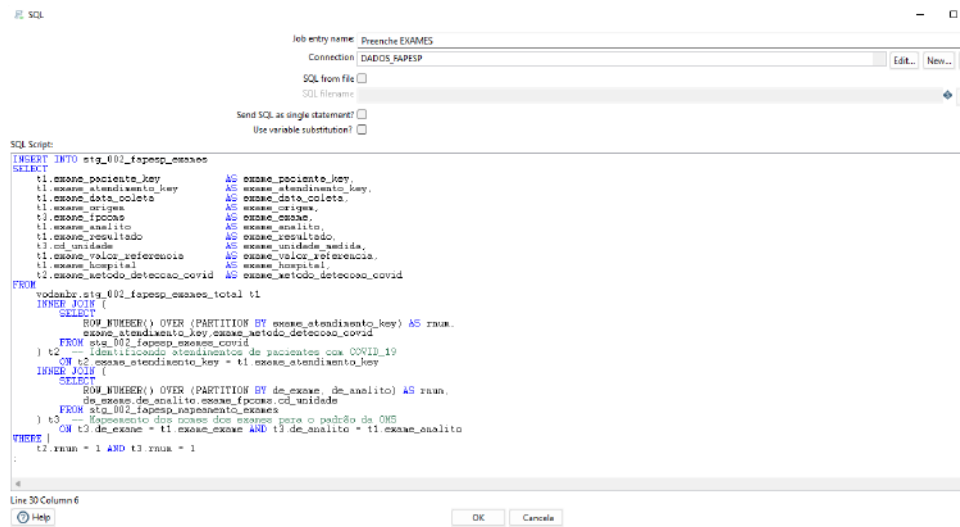 SQL
Job entry name: Preenche EXAMES
Connection DADOS_FAPESP Edit... New...
SQL from file
SQL filename
Send SQL as single statement?
Use variable substitution?
SQL Script:
INSERT INTO stg_002_fapesp_exames
SELECT
t1.exame_paciente_key AS exame_paciente_key,
t1.exame_atendimento_key AS exame_atendimento_key,
t1.exame_data_coleta AS exame_data_coleta,
t1.exame_origem AS exame_origem,
t3.exame_fpcoms AS exame_exame,
t1.exame_analito AS exame_analito,
t1.exame_resultado AS exame_resultado,
t3.cd_unidade AS exame_unidade_medida,
t1.exame_valor_referencia AS exame_valor_referencia,
t1.exame_hospital AS exame_hospital,
t2.exame_metodo_deteccao_covid AS exame_metodo_deteccao_covid
FROM
vodanbr.stg_002_fapesp_exames_total t1
INNER JOIN (
SELECT
ROW_NUMBER() OVER (PARTITION BY exame_atendimento_key) AS rnum,
exame_atendimento_key,exame_metodo_deteccao_covid
FROM stg_002_fapesp_exames_covid
) t2 -- Identificando atendimentos de pacientes com COVID_19
ON t2.exame_atendimento_key = t1.exame_atendimento_key
INNER JOIN (
SELECT
ROW_NUMBER() OVER (PARTITION BY de_exame, de_analito) AS rnum,
de_exame,de_analito,exame_fpcoms,cd_unidade
FROM stg_002_fapesp_mapeamento_exames
) t3 -- Mapeamento dos nomes dos exames para o padrão da OMS
ON t3.de_exame = t1.exame_exame AND t3.de_analito = t1.exame_analito
WHERE
t2.rnum = 1 AND t3.rnum = 1
;
Line 30 Column 6
Help OK Cancela